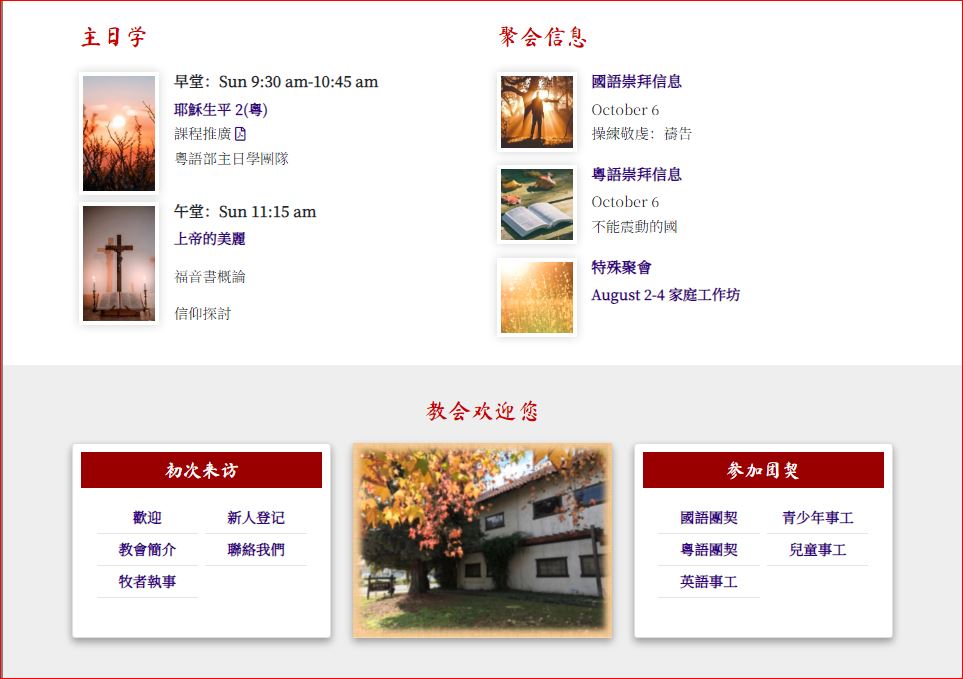 主日学
早堂：Sun 9:30 am-10:45 am
耶穌生平 2(粵)
課程推廣
粵語部主日學團隊
午堂：Sun 11:15 am
上帝的美麗
福音書概論
信仰探討
聚会信息
國語崇拜信息
October 6
操練敬虔：禱告
粵語崇拜信息
October 6
不能震動的國
特殊聚會
August 2-4 家庭工作坊
教会欢迎您
初次来访
歡迎 新人登记
教會簡介 聯絡我們
牧者執事
参加团契
國語團契 青少年事工
粵語團契 兒童事工
英語事工